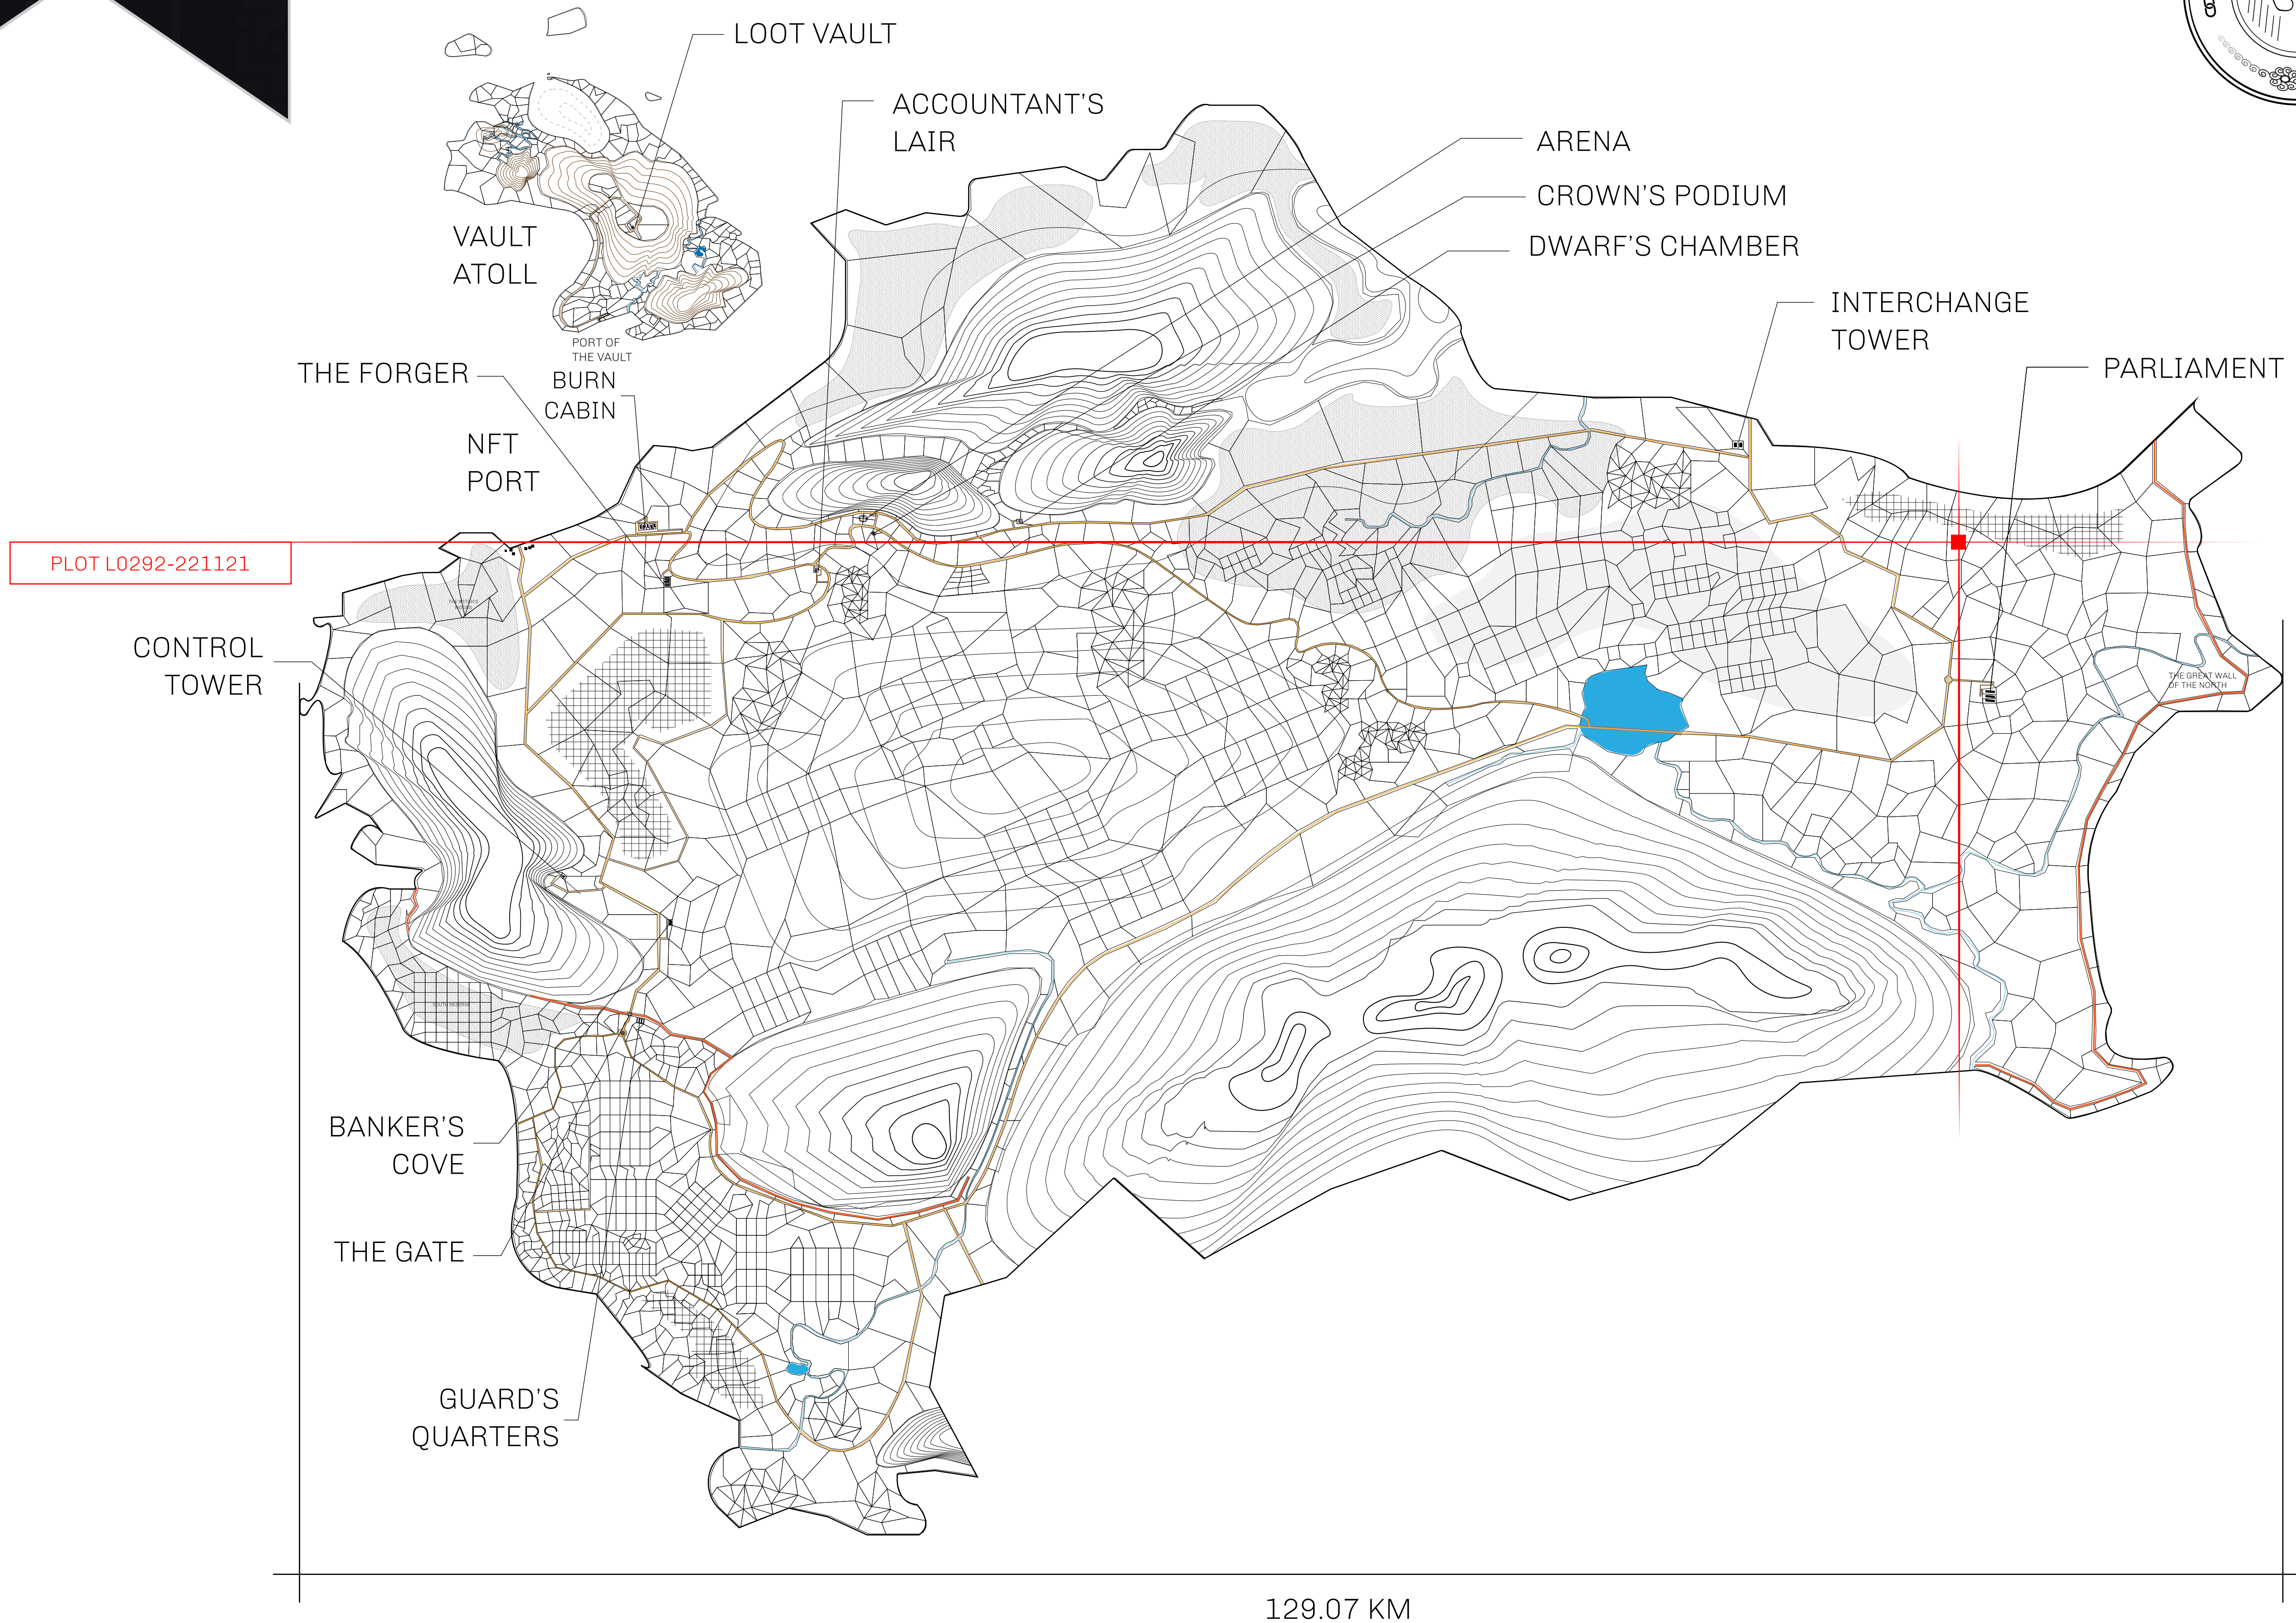 LOOT VAULT
ACCOUNTANT'S
LAIR
ARENA
CROWN'S PODIUM
DWARF'S CHAMBER
VAULT
ATOLL
INTERCHANGE
TOWER
PORT OF
THE VAULT
PARLIAMENT
THE FORGER
BURN
CABIN
NFT
PORT
PLOT L0292-221121
CONTROL
TOWER
THE GREAT WALL
OF THE NORTH
SOUTH RESERVE
BANKER'S
COVE
THE GATE
GUARD'S
QUARTERS
129.07 KM